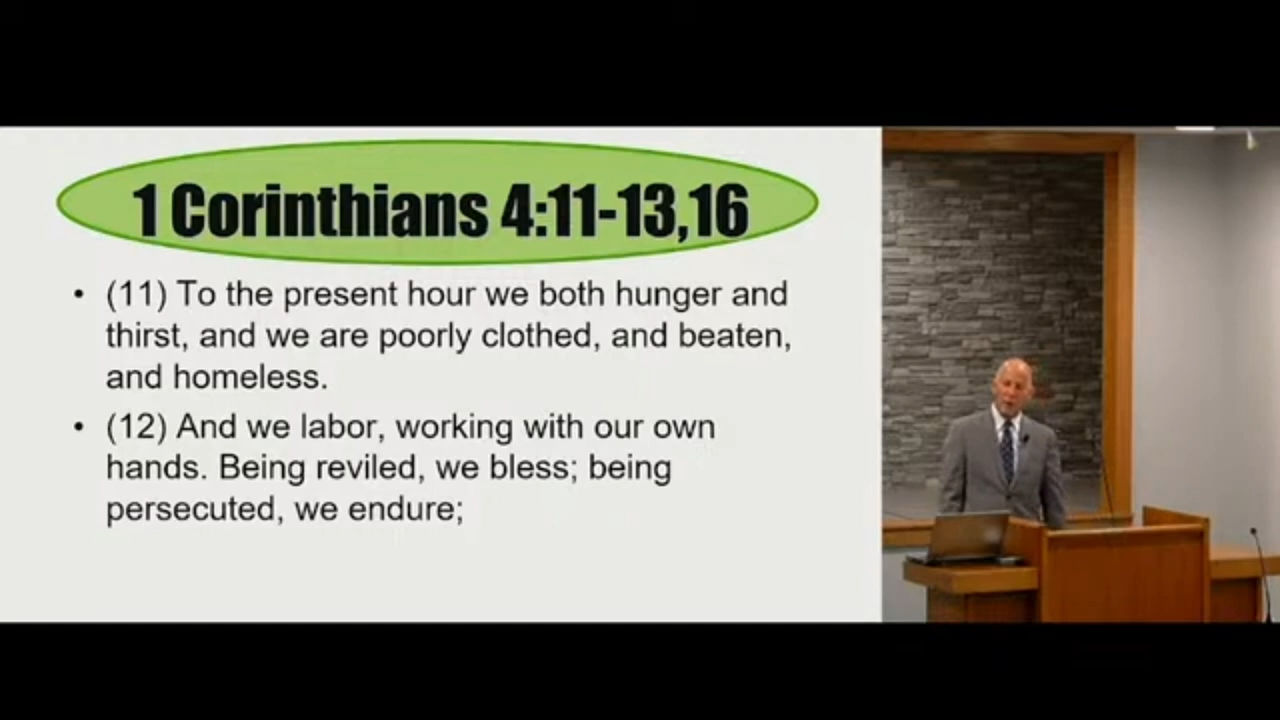 1 Corinthians 4:11-13,16
• (11) To the present hour we both hunger and
thirst, and we are poorly clothed, and beaten,
and homeless.
• (12) And we labor, working with our own
hands. Being reviled, we bless; being
persecuted, we endure;